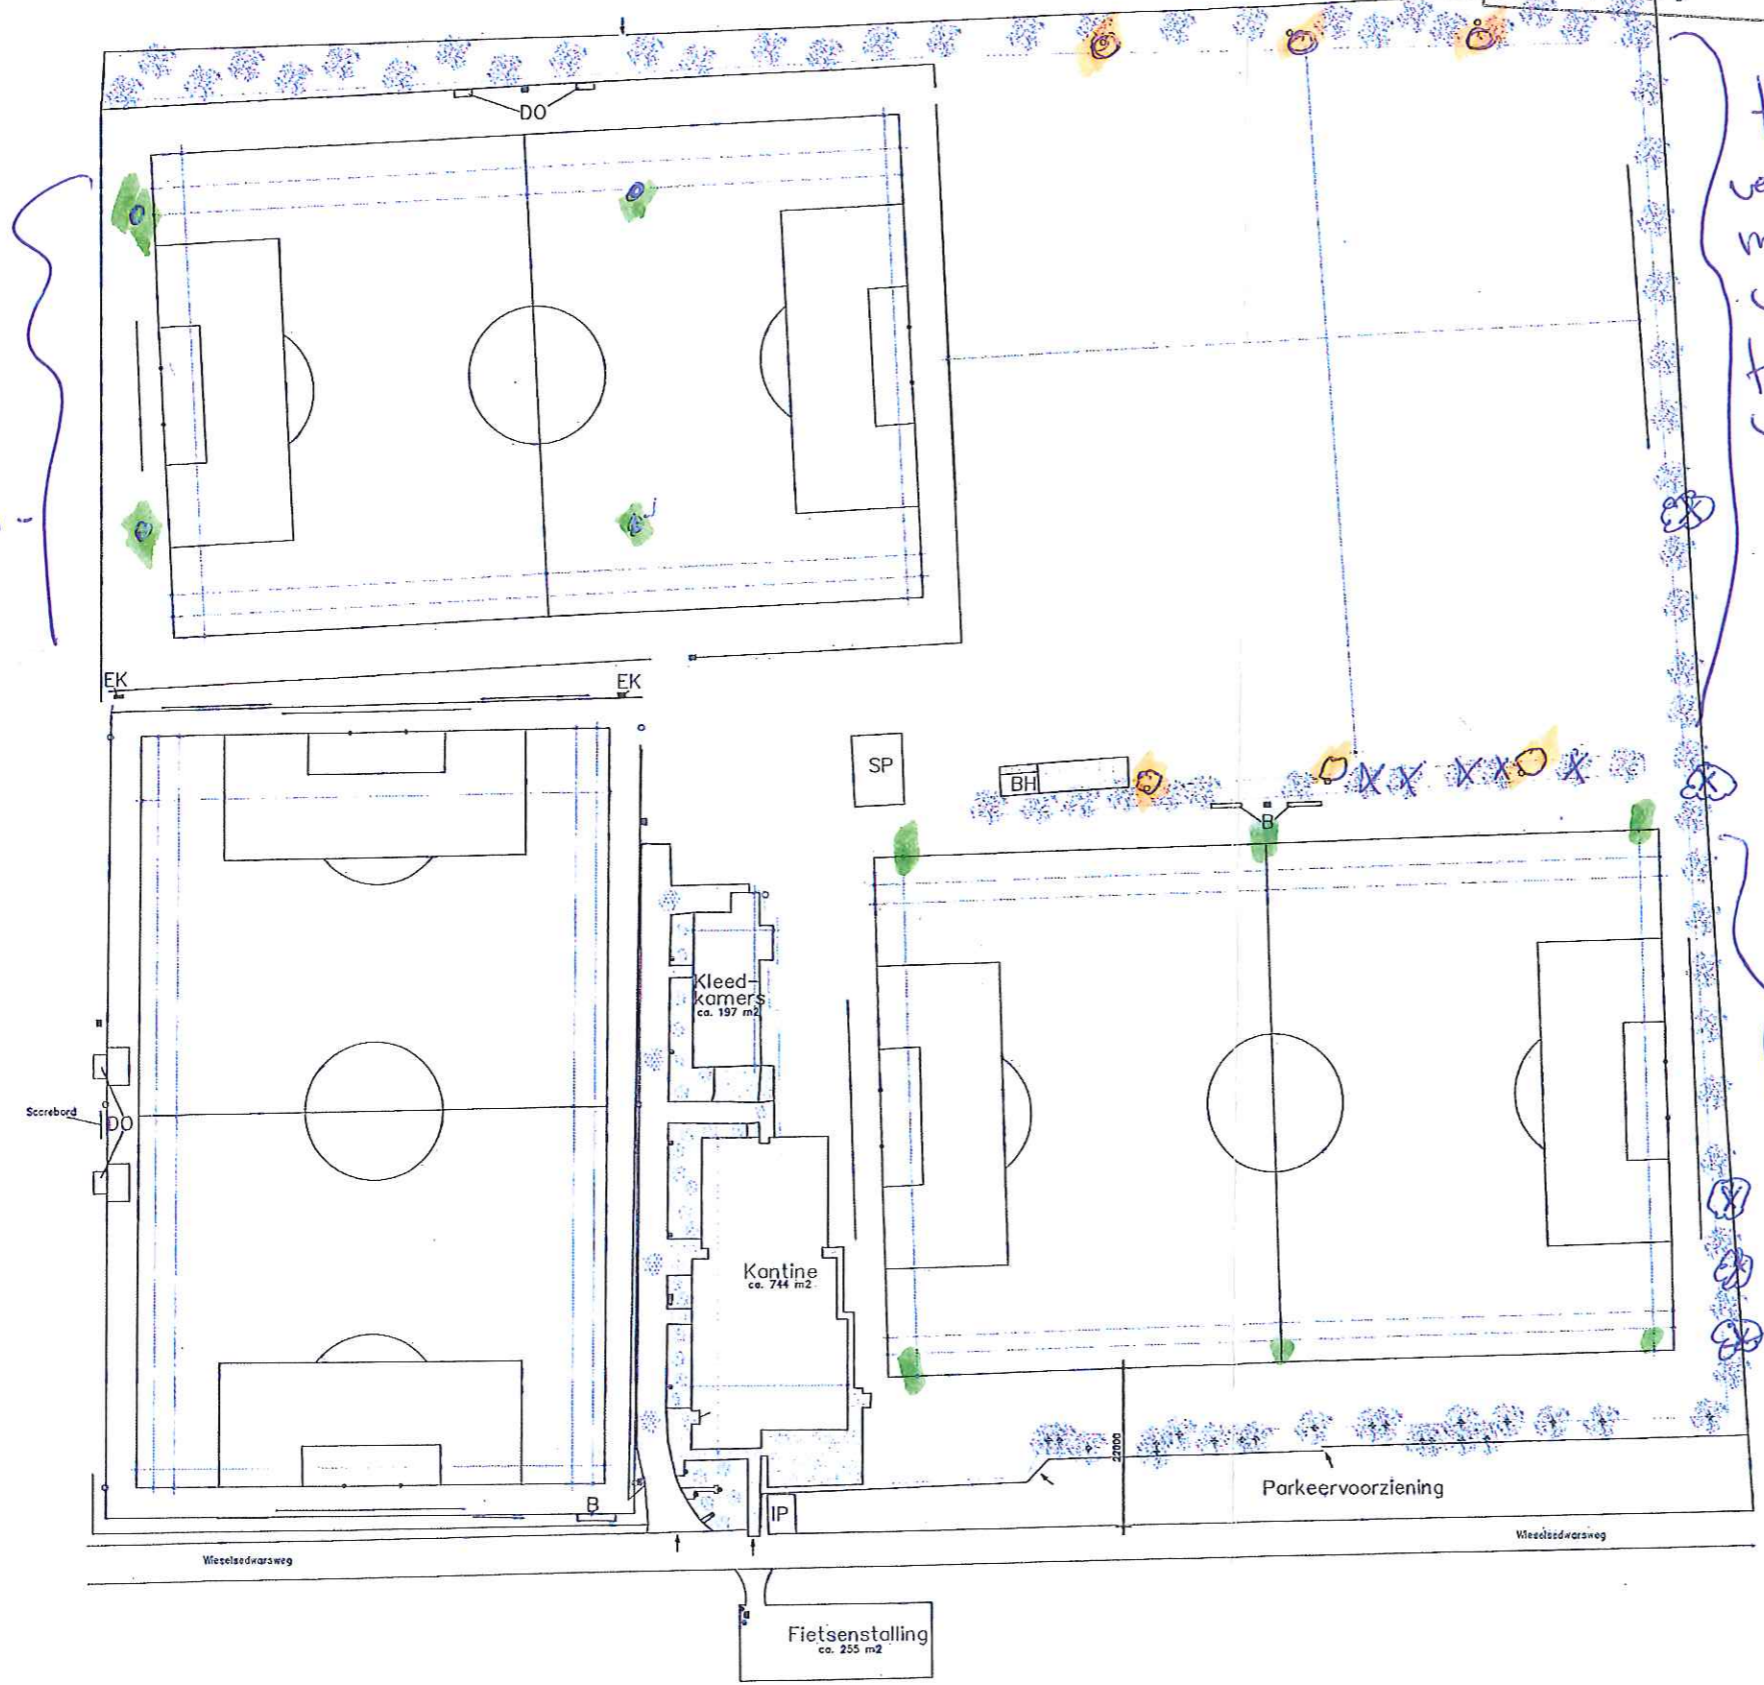 DO
EK
EK
SP
BH
B
Kleed-
kamers
ca. 197 m2
Scorebord
DO
Kantine
ca. 744 m2
22000
Parkeervoorziening
B
IP
Wieselsedwarsweg
Wieselsedwarsweg
Fietsenstalling
ca. 255 m2